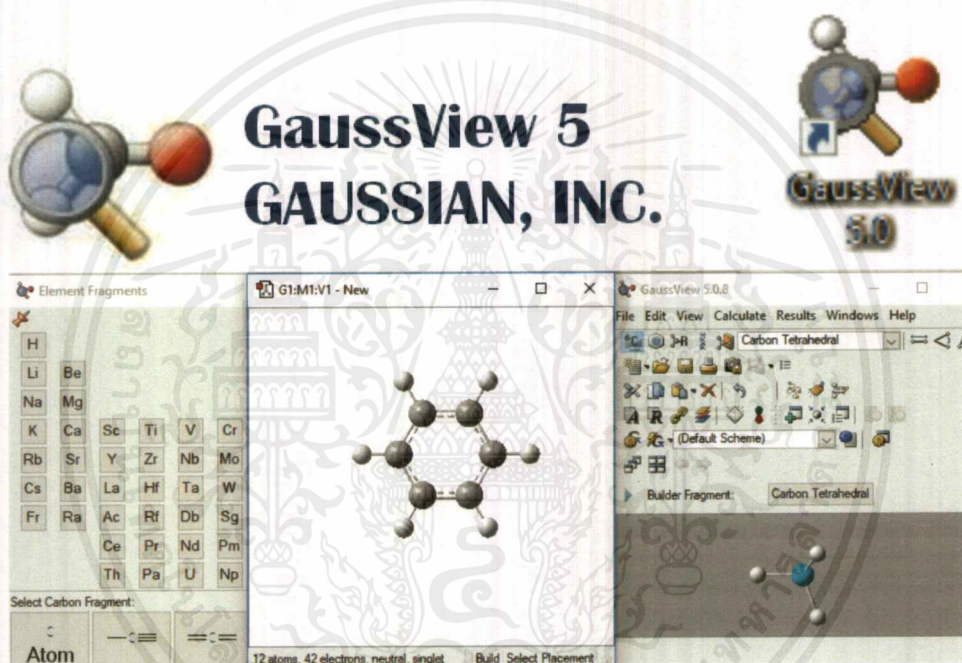 GaussView 5
GAUSSIAN, INC.
GaussView
5.0
Element Fragments
H
Li Be
Na Mg
K Ca Sc Ti V Cr
Rb Sr Y Zr Nb Mo
Cs Ba La Hf Ta W
Fr Ra Ac Rf Db Sg
Ce Pr Nd Pm
Th Pa U Np
Select Carbon Fragment:
Atom
G1:M1:V1 - New
12 atoms, 42 electrons, neutral, singlet Build Select Placement
GaussView 5.0.8
File Edit View Calculate Results Windows Help
Carbon Tetrahedral
(Default Scheme)
Builder Fragment: Carbon Tetrahedral